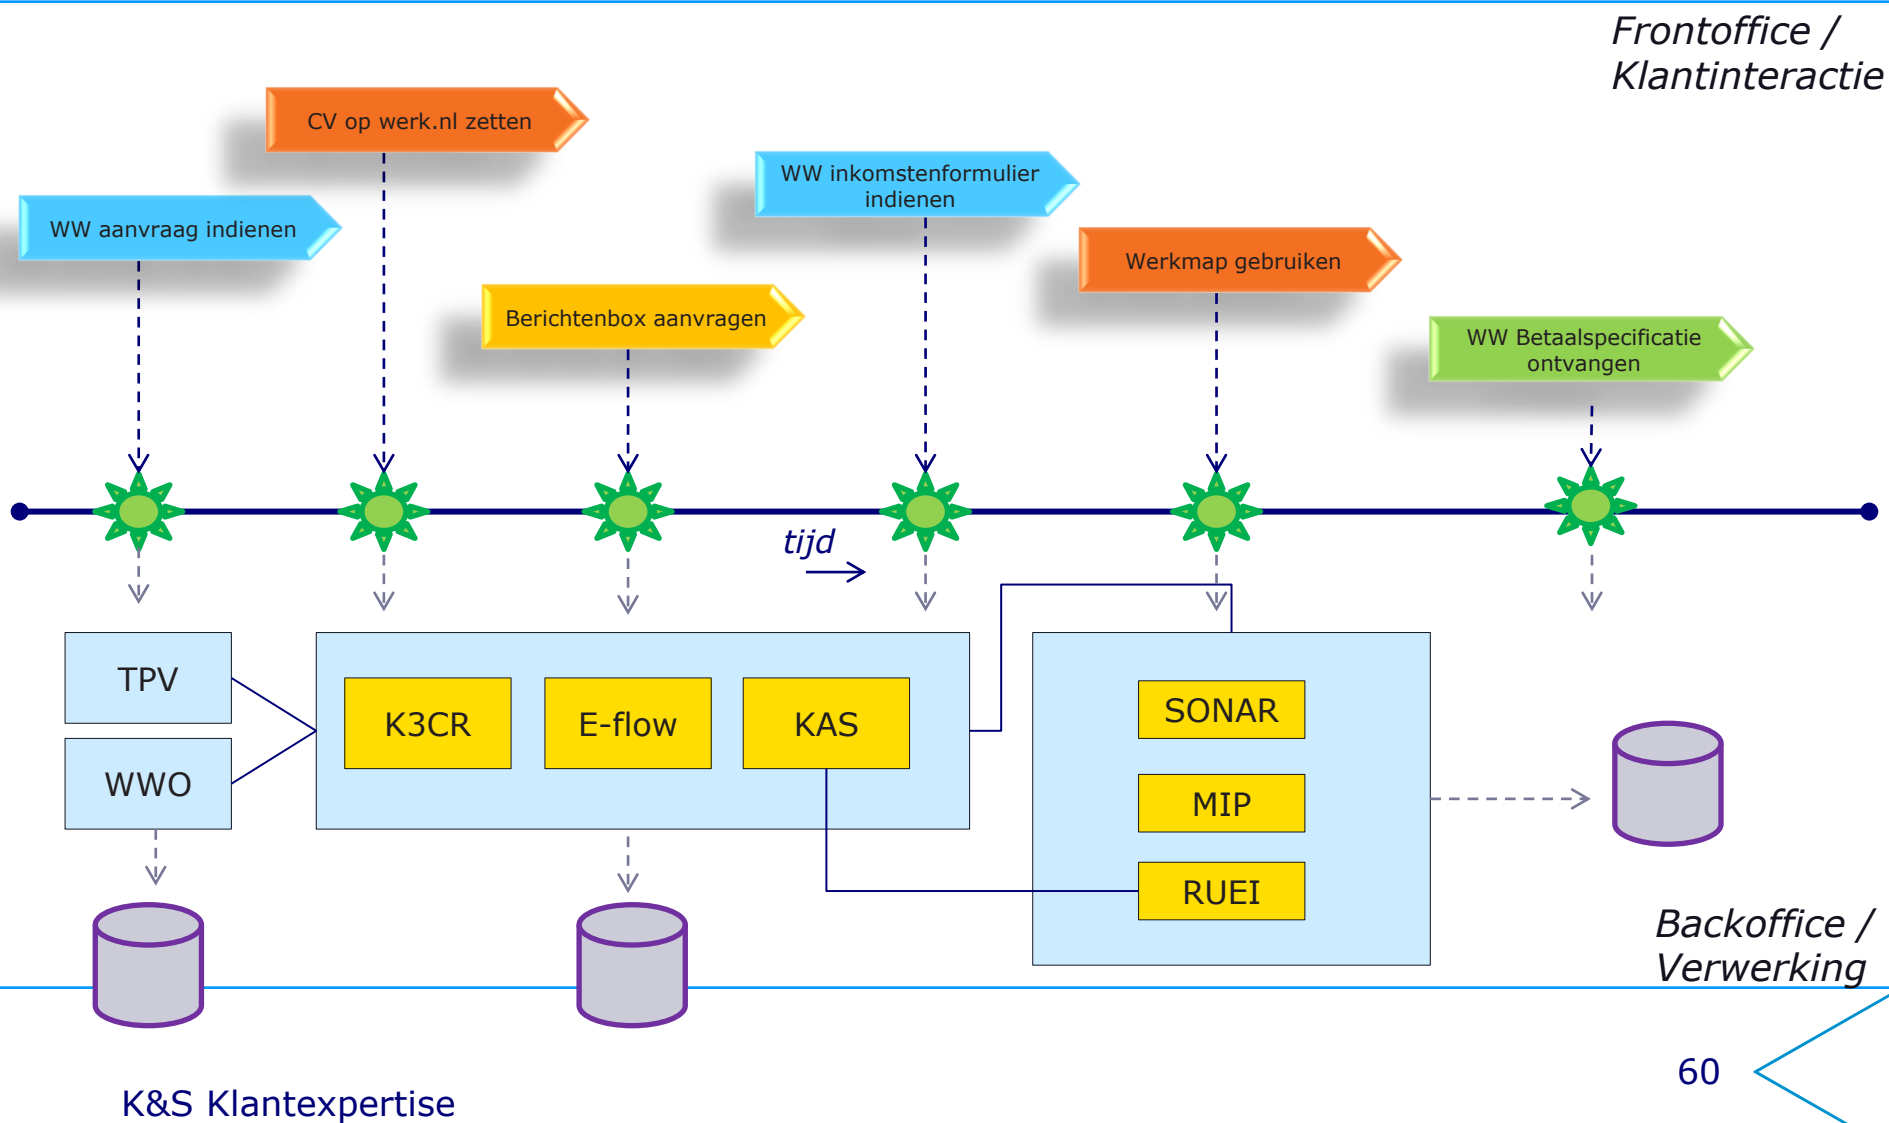 Frontoffice /
Klantinteractie
CV op werk.nl zetten
WW aanvraag indienen
WW inkomstenformulier
indienen
Werkmap gebruiken
Berichtenbox aanvragen
WW Betaalspecificatie
ontvangen
tijd
TPV
WWO
K3CR
E-flow
KAS
SONAR
MIP
RUEI
Backoffice /
Verwerking
60
K&S Klantexpertise